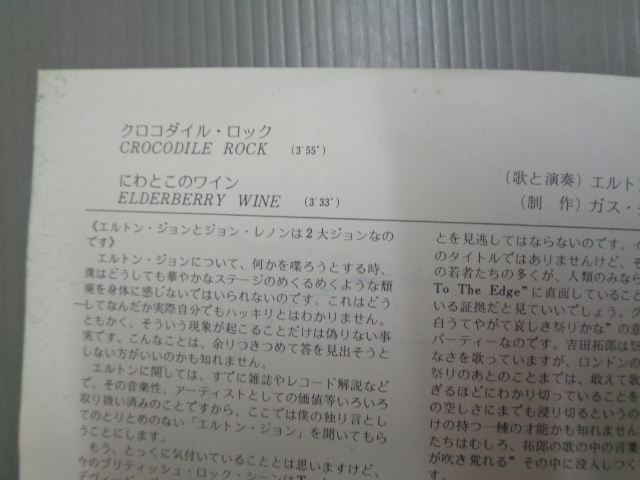 クロコダイル・ロック
CROCODILE ROCK (3'55")
にわとこのワイン
ELDERBERRY WINE (3'33")
(歌と演奏) エルトン
(制 作) ガス・
《エルトン・ジョンとジョン・レノンは2大ジョンなの
です》
エルトン・ジョンについて、何かを喋ろうとする時、
僕はどうしても華やかなステージのめくるめくような頽
廃を身体に感じないではいられないのです。これはどう
してなんだか実際自分でもハッキリとはわかりません。
ともかく、そういう現象が起こることだけは偽りない事
実です。こんなことは、余りつきつめて答を見出そうと
しない方がいいのかも知れません。
エルトンに関しては、すでに雑誌やレコード解説など
で、その音楽性、アーティストとしての価値等いろいろ
取り扱い済みのことですから、ここでは僕の独り言とし
てのとりとめのない「エルトン・ジョン」を聞いてもら
うことにします。
もう、とっくに気付いていることとは思いますけど、
今のブリティッシュ・ロック・シーンは
とを見逃してはならないのです。
のタイトルではありませんけど、そ
の若者たちの多くが、人類のみなら
To The Edge"に直面していること
いる証拠だと見ていいでしょう。グ
白うてやがて哀しき祭りかな"の意
パーティーなのです。吉田拓郎は祭
なさを歌っていますが、ロンドンの
祭りのあとのことまでは、敢えて歌
ぎるほどにわかり切っていることを
の空しさにまでも浸り切るというの
けの持つ一種の才能かも知れません
たちはむしろ、拓郎の歌の中の言葉
が吹き荒れる"その中に没入しつく
す。